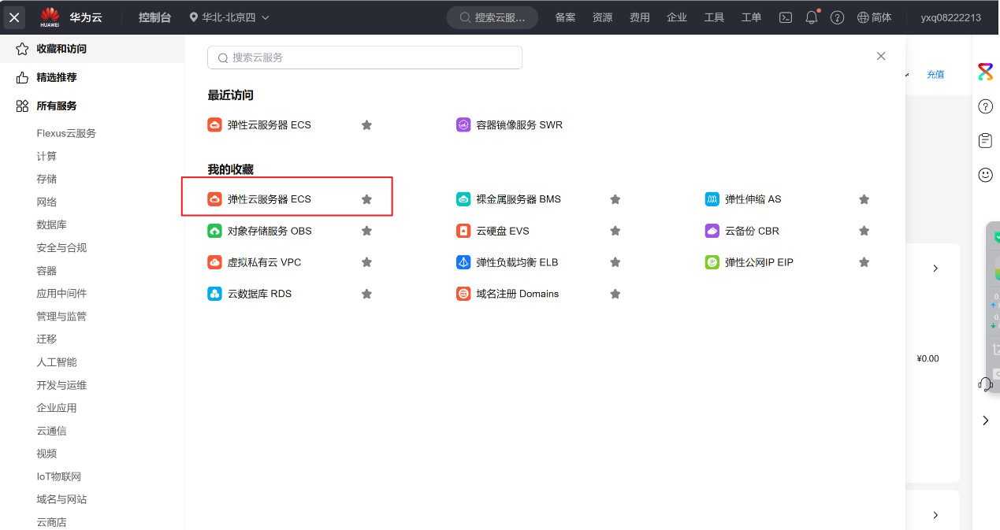 HUAWEI 华为云 控制台 华北-北京四 搜索云服... 备案 资源 费用 企业 工具 工单 简体 yxq08222213
收藏和访问
精选推荐
所有服务
Flexus云服务
计算
存储
网络
数据库
安全与合规
容器
应用中间件
管理与监管
迁移
人工智能
开发与运维
企业应用
云通信
视频
IoT物联网
域名与网站
云商店
搜索云服务
最近访问
弹性云服务器 ECS
容器镜像服务 SWR
我的收藏
弹性云服务器 ECS
裸金属服务器 BMS
弹性伸缩 AS
对象存储服务 OBS
云硬盘 EVS
云备份 CBR
虚拟私有云 VPC
弹性负载均衡 ELB
弹性公网IP EIP
云数据库 RDS
域名注册 Domains
充值
¥0.00